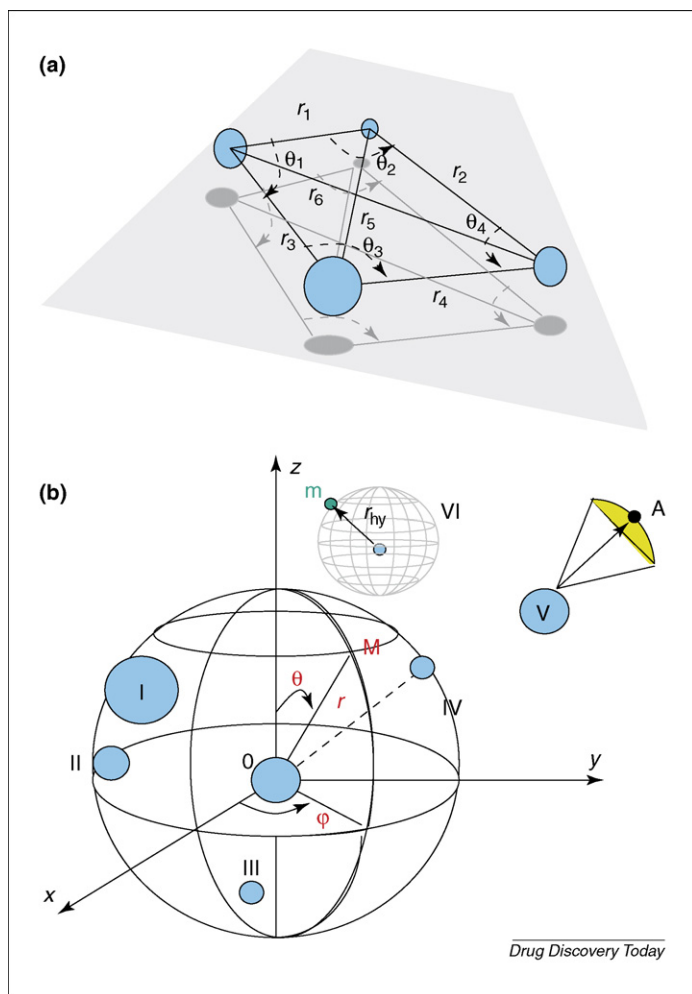 (a)
r1
θ1
θ2
r2
r6
r5
θ4
r3
θ3
r4
(b)
z
m
rhy
VI
A
V
M
I
θ
r
IV
II
0
y
φ
III
x
Drug Discovery Today